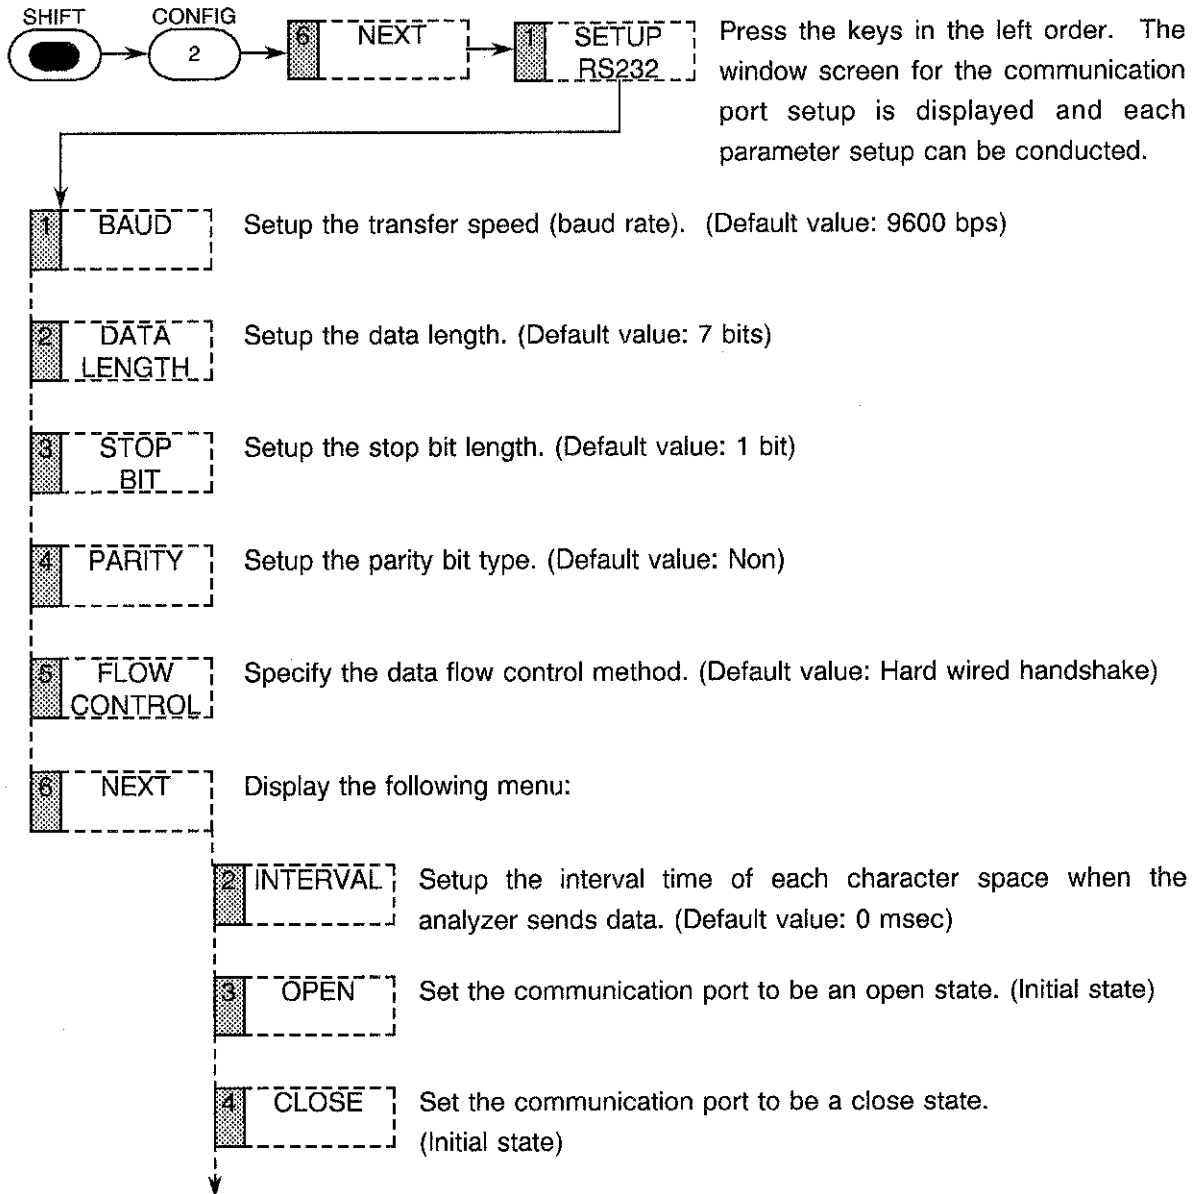 SHIFT
CONFIG
2
6 NEXT
1 SETUP
RS232
Press the keys in the left order. The
window screen for the communication
port setup is displayed and each
parameter setup can be conducted.
1 BAUD
Setup the transfer speed (baud rate). (Default value: 9600 bps)
2 DATA
LENGTH
Setup the data length. (Default value: 7 bits)
3 STOP
BIT
Setup the stop bit length. (Default value: 1 bit)
4 PARITY
Setup the parity bit type. (Default value: Non)
5 FLOW
CONTROL
Specify the data flow control method. (Default value: Hard wired handshake)
6 NEXT
Display the following menu:
2 INTERVAL
Setup the interval time of each character space when the
analyzer sends data. (Default value: 0 msec)
3 OPEN
Set the communication port to be an open state. (Initial state)
4 CLOSE
Set the communication port to be a close state.
(Initial state)